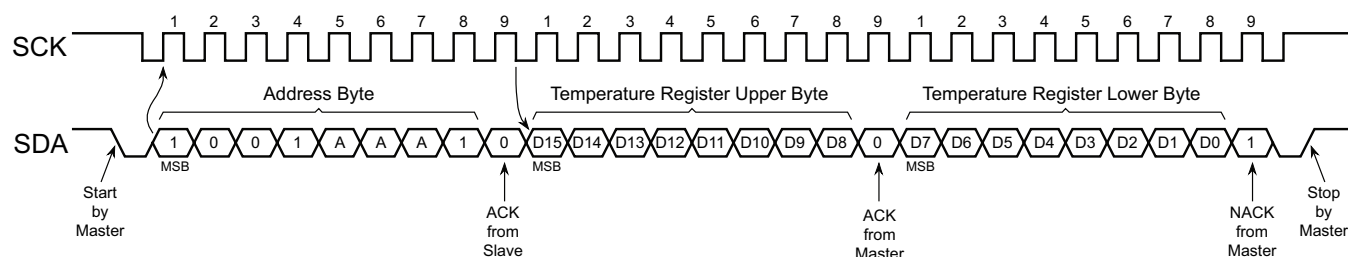 1 2 3 4 5 6 7 8 9 1 2 3 4 5 6 7 8 9 1 2 3 4 5 6 7 8 9
SCK
Address Byte Temperature Register Upper Byte Temperature Register Lower Byte
SDA 1 0 0 1 A A A 1 0 D15 D14 D13 D12 D11 D10 D9 D8 0 D7 D6 D5 D4 D3 D2 D1 D0 1
MSB MSB MSB
Start
by
Master
ACK
from
Slave
ACK
from
Master
NACK
from
Master
Stop
by
Master